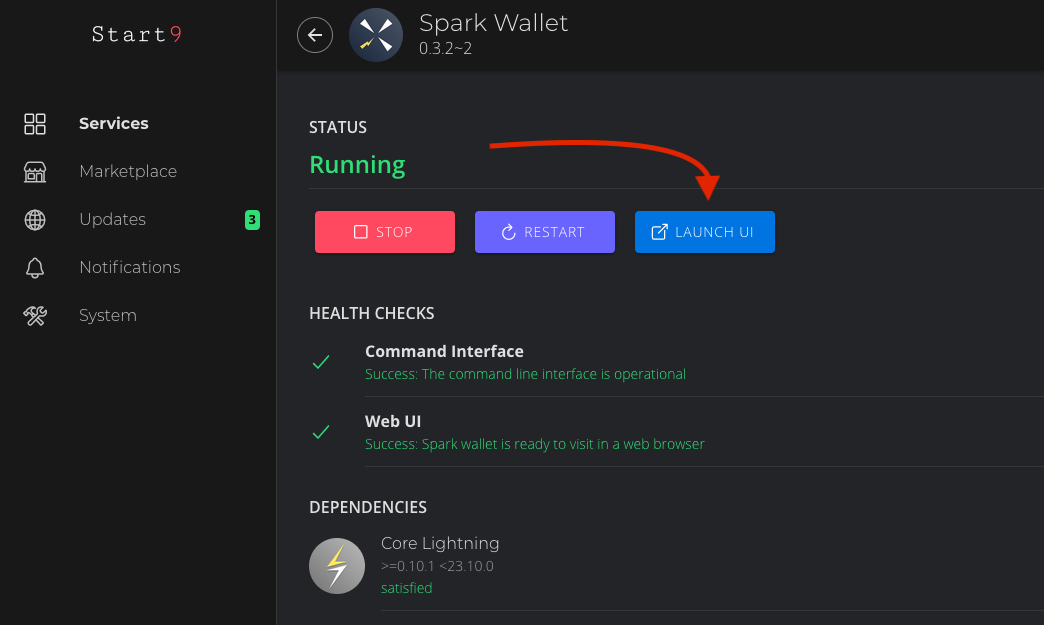 Start9
Services
Marketplace
Updates 3
Notifications
System
Spark Wallet
0.3.2~2
STATUS
Running
STOP RESTART LAUNCH UI
HEALTH CHECKS
Command Interface
Success: The command line interface is operational
Web UI
Success: Spark wallet is ready to visit in a web browser
DEPENDENCIES
Core Lightning
>=0.10.1 <23.10.0
satisfied